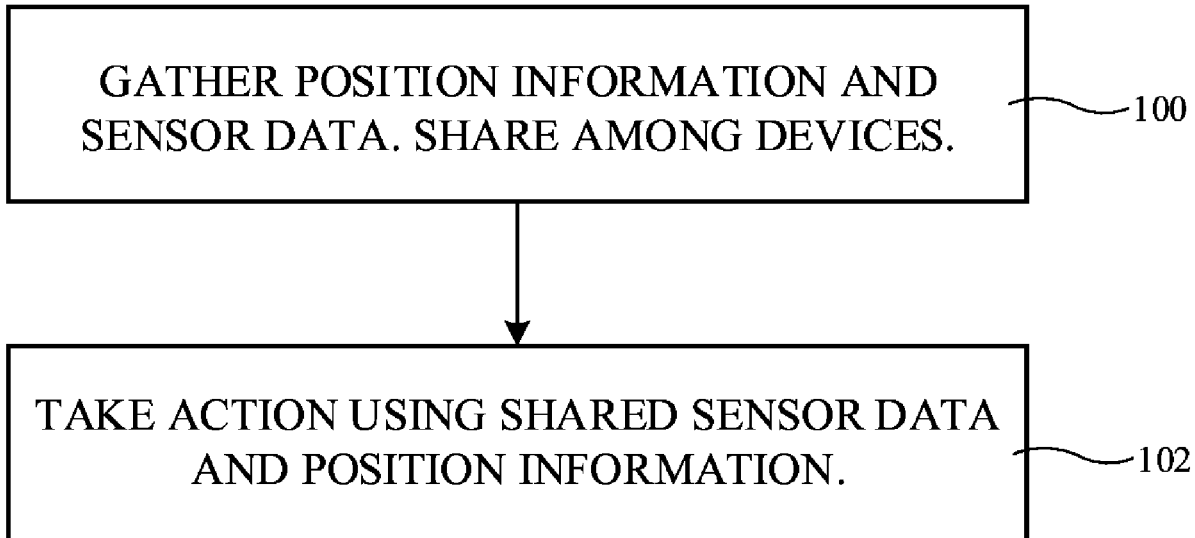 GATHER POSITION INFORMATION AND
SENSOR DATA. SHARE AMONG DEVICES.
100
TAKE ACTION USING SHARED SENSOR DATA
AND POSITION INFORMATION.
102